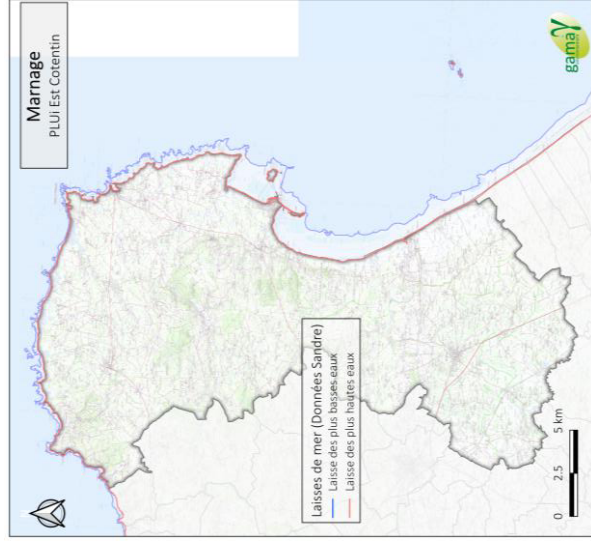 Marnage
PLUi Est Cotentin
Laisses de mer (Données Sandre)
Laisse des plus basses eaux
Laisse des plus hautes eaux
0 2.5 5 km
gama